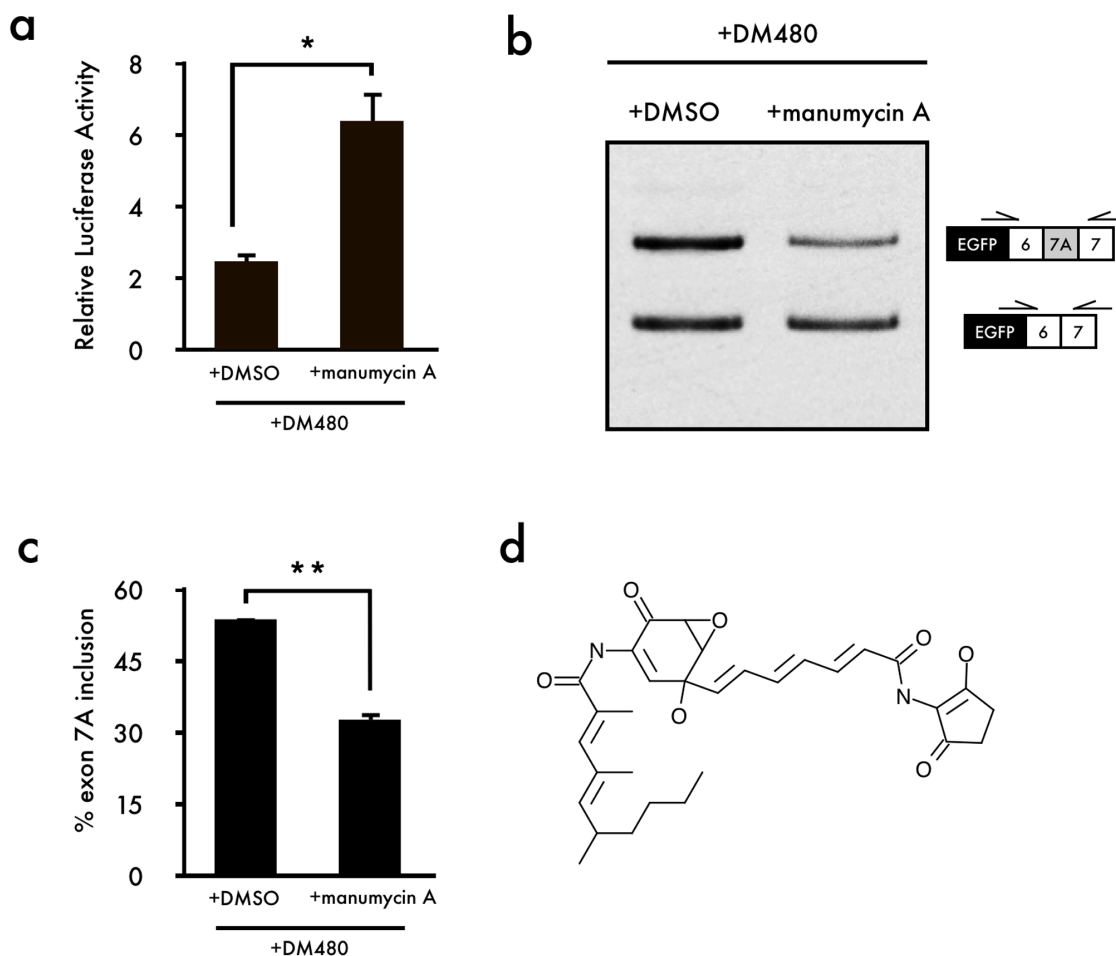 a
*
Relative Luciferase Activity
8
6
4
2
0
+DMSO
+manumycin A
+DM480
b
+DM480
+DMSO
+manumycin A
EGFP 6 7A 7
EGFP 6 7
c
**
% exon 7A inclusion
60
45
30
15
0
+DMSO
+manumycin A
+DM480
d
O
O
N
O
O
O
N
O
O